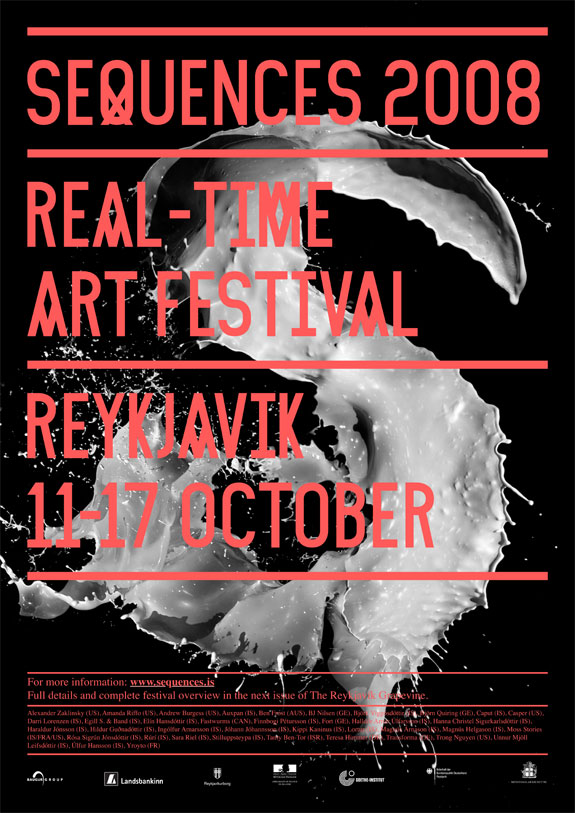 SEQUENCES 2008
REAL-TIME
ART FESTIVAL
REYKJAVIK
11-17 OCTOBER
For more information: www.sequences.is
Full details and complete festival overview in the next issue of The Reykjavík Grapevine.
Alexander Zaklinsky (US), Amanda Riffo (US), Andrew Burgess (US), Auxpan (IS), Ben Frost (AUS), BJ Nilsen (GE), Quiring (GE), Caput (IS), Casper (US),
Darri Lorenzen (IS), Egill S. & Band (IS), Elín Hansdóttir (IS), Fastwurms (CAN), Finnbogi Pétursson (IS), Fort (GE), Hanna Christel Sigurkarlsdóttir (IS),
Haraldur Jónsson (IS), Hildur Guðnadóttir (IS), Ingólfur Arnarsson (IS), Jóhann Jóhannsson (IS), Kippi Kaninus (IS), Magnús Helgason (IS), Moss Stories
(IS/FRA/US), Rósa Sigrún Jónsdóttir (IS), Rúrí (IS), Sara Riel (IS), Stilluppsteypa (IS), Tamy Ben-Tor (ISR), Trong Nguyen (US), Unnur Mjöll
Leifsdóttir (IS), Úlfur Hansson (IS), Yroyto (FR)
BAUGUR GROUP
Landsbankinn
Reykjavíkurborg
GOETHE-INSTITUT